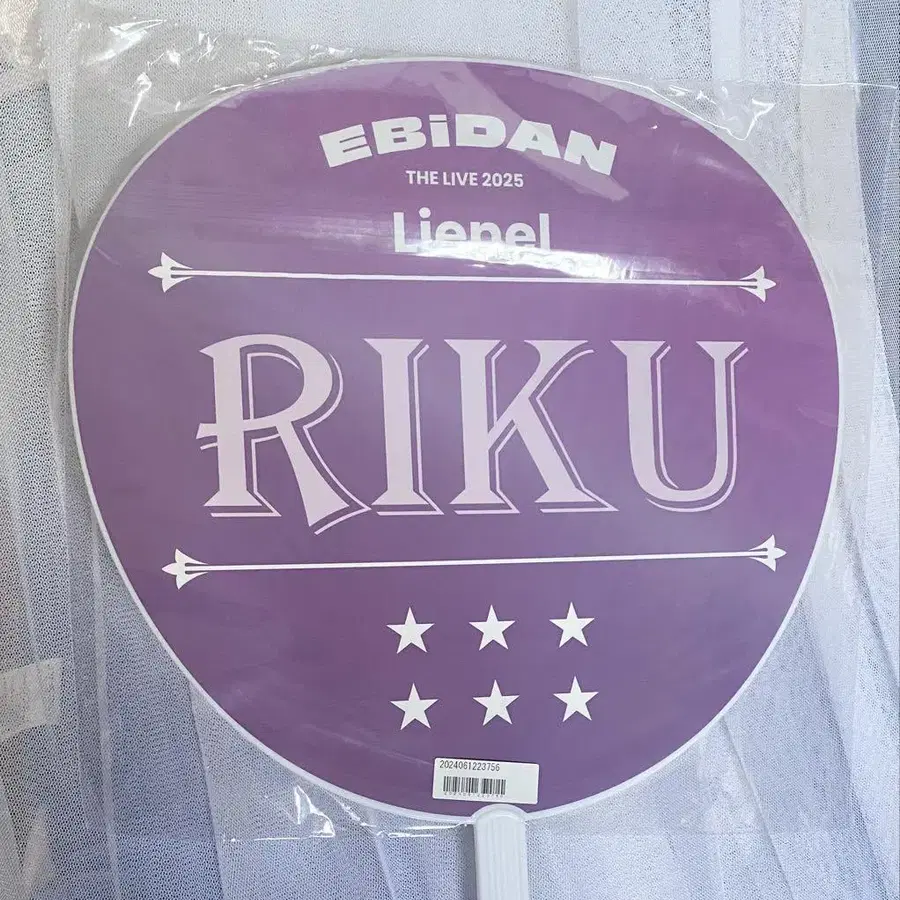 EBiDAN
THE LIVE 2025
Lienel
RIKU
2024061223756